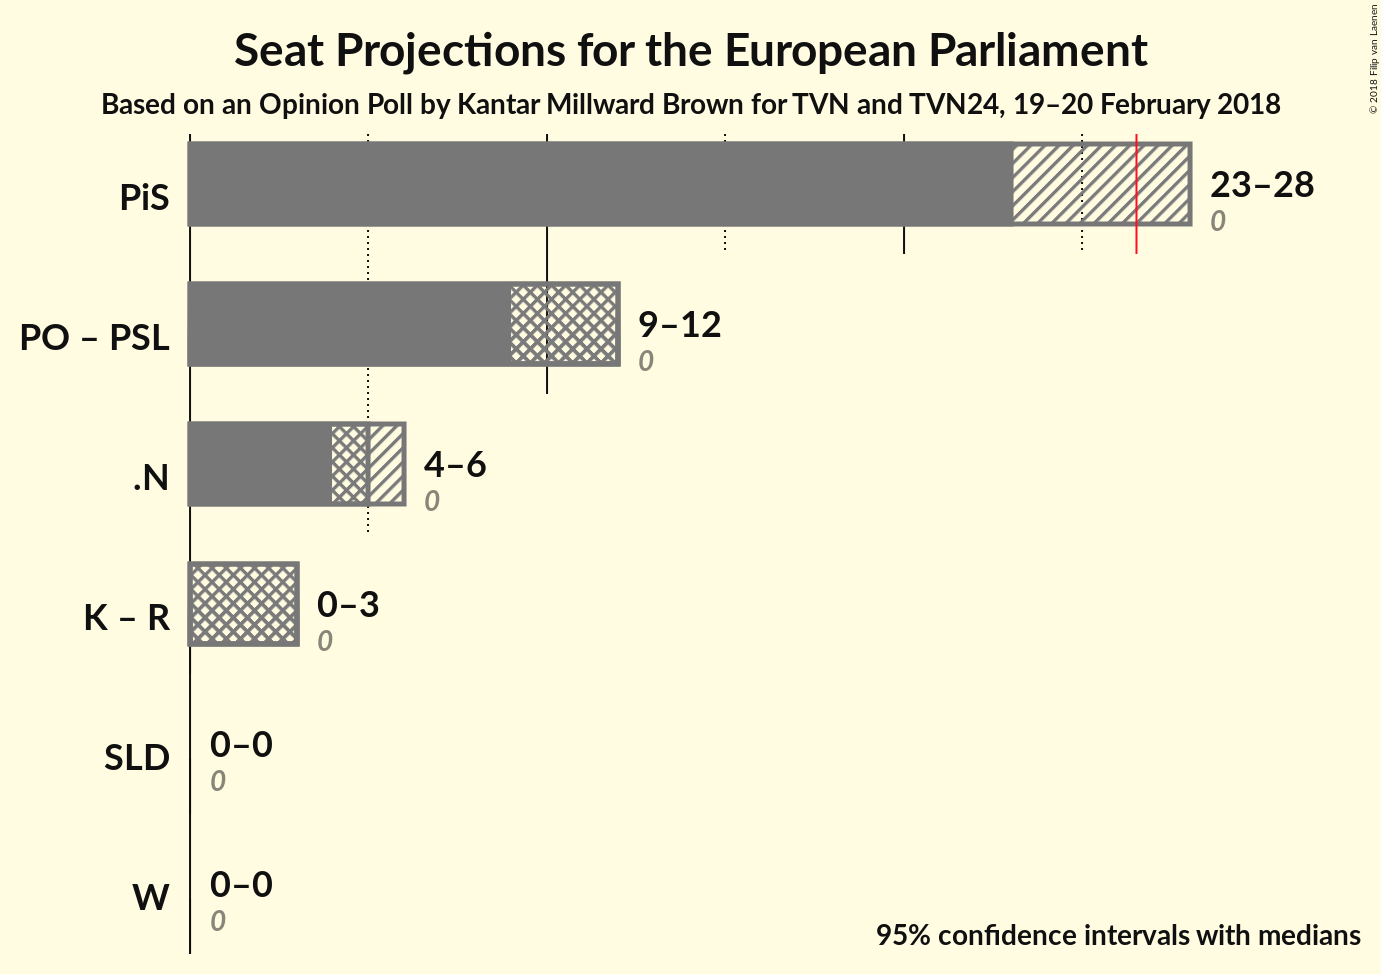 Seat Projections for the European Parliament
Based on an Opinion Poll by Kantar Millward Brown for TVN and TVN24, 19–20 February 2018
© 2018 Filip van Laenen
PiS
23–28
0
PO – PSL
9–12
0
.N
4–6
0
K – R
0–3
0
SLD
0–0
0
W
0–0
0
95% confidence intervals with medians